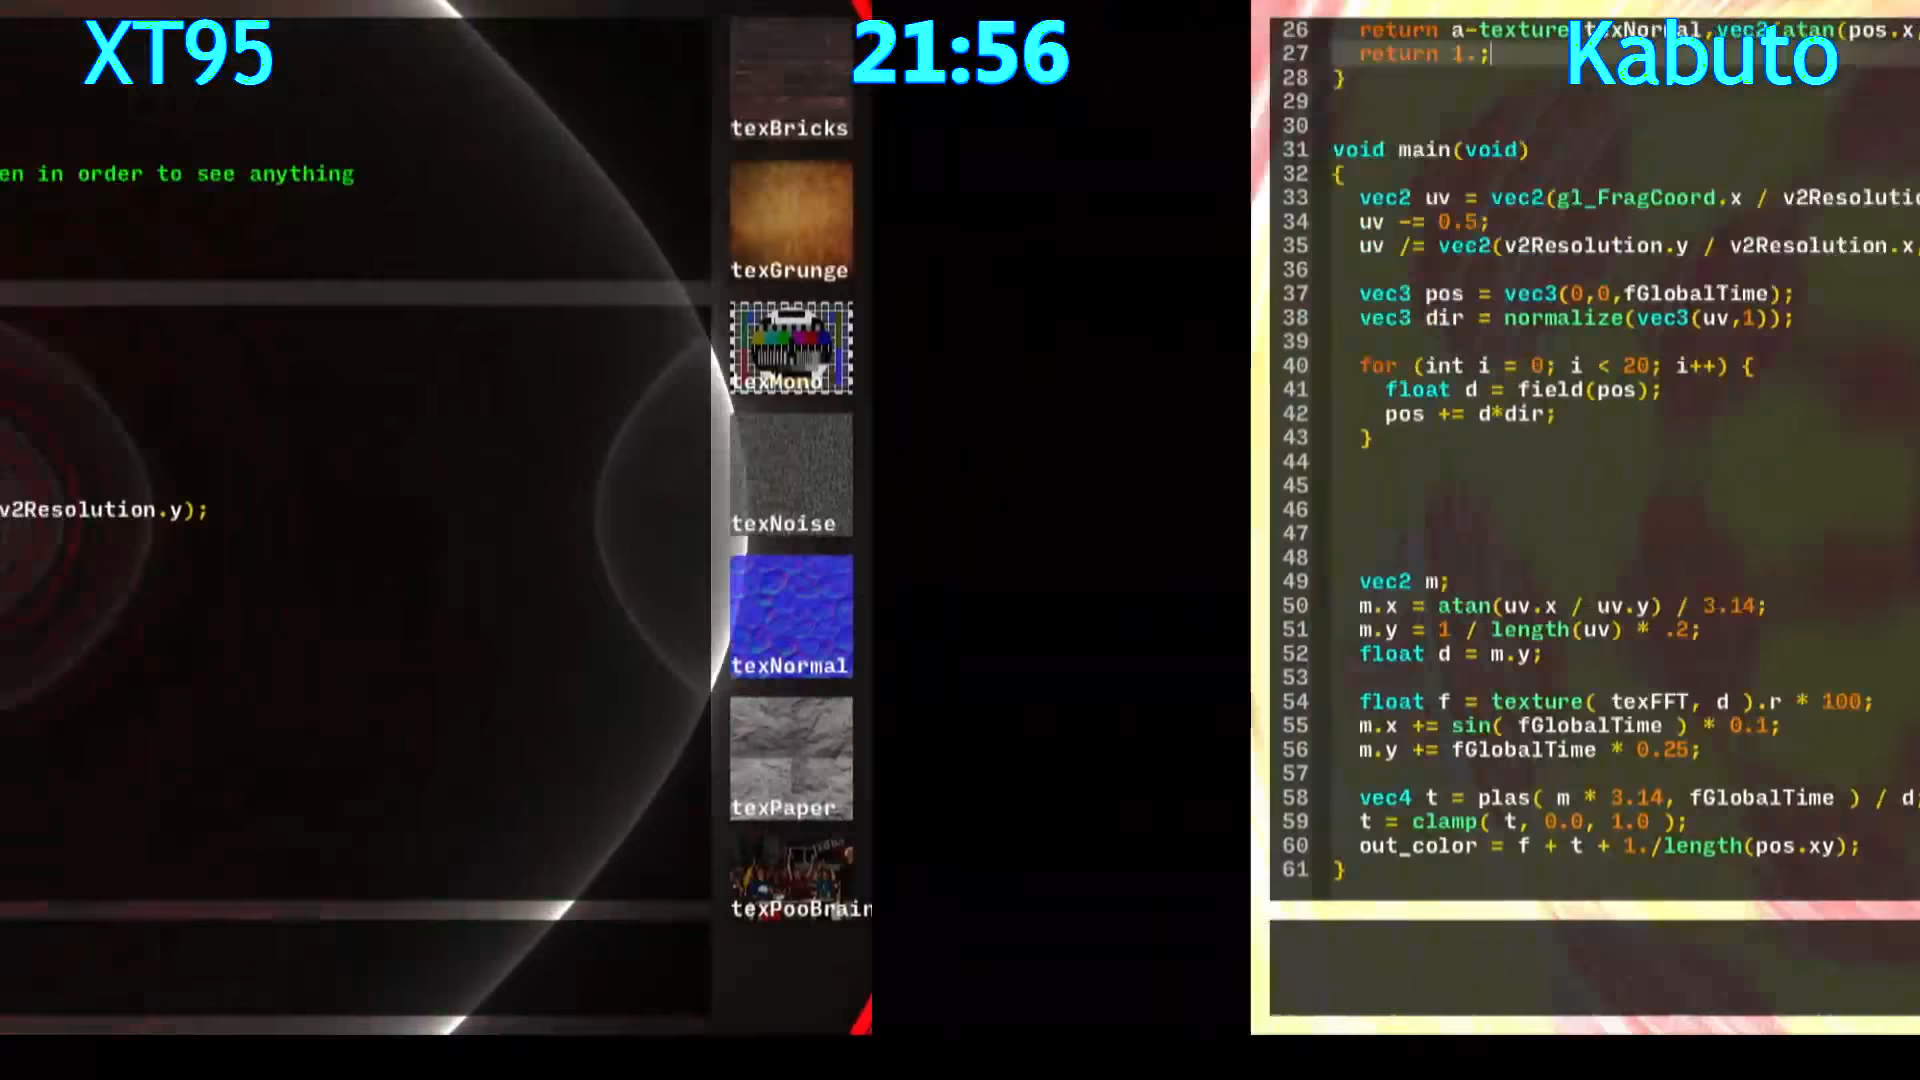 XT95
21:56
Kabuto
en in order to see anything
v2Resolution.y);
texBricks
texGrunge
texMono
texNoise
texNormal
texPaper
texPooBrain
26 return a-texture(texNormal,vec2(atan(pos.x,
27 return 1.;
28 }
29
30
31 void main(void)
32 {
33 vec2 uv = vec2(gl_FragCoord.x / v2Resolutio
34 uv -= 0.5;
35 uv /= vec2(v2Resolution.y / v2Resolution.x,
36
37 vec3 pos = vec3(0,0,fGlobalTime);
38 vec3 dir = normalize(vec3(uv,1));
39
40 for (int i = 0; i < 20; i++) {
41 float d = field(pos);
42 pos += d*dir;
43 }
44
45
46
47
48
49 vec2 m;
50 m.x = atan(uv.x / uv.y) / 3.14;
51 m.y = 1 / length(uv) * .2;
52 float d = m.y;
53
54 float f = texture( texFFT, d ).r * 100;
55 m.x += sin( fGlobalTime ) * 0.1;
56 m.y += fGlobalTime * 0.25;
57
58 vec4 t = plas( m * 3.14, fGlobalTime ) / d;
59 t = clamp( t, 0.0, 1.0 );
60 out_color = f + t + 1./length(pos.xy);
61 }